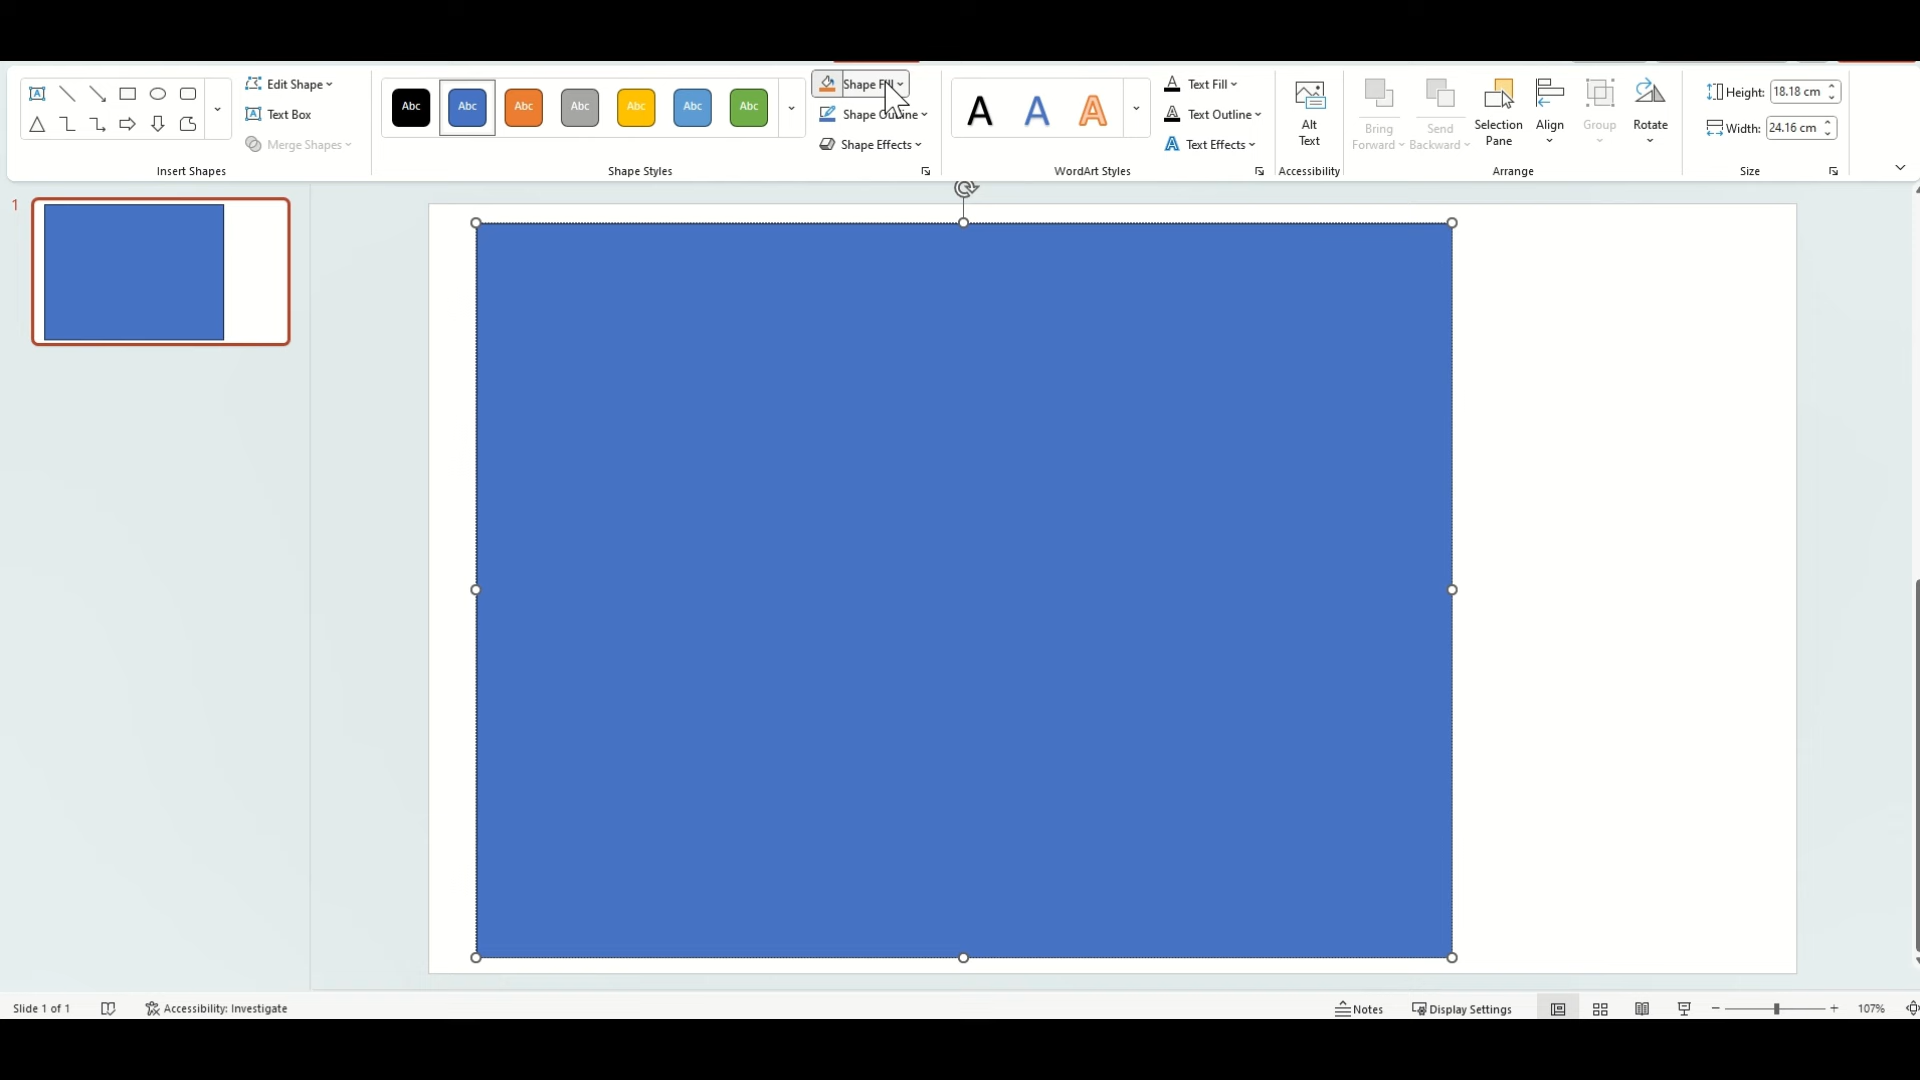 Edit Shape
Text Box
Merge Shapes
Insert Shapes
Abc Abc Abc Abc Abc Abc Abc
Shape Styles
Shape Fill
Shape Outline
Shape Effects
A A A
WordArt Styles
Text Fill
Text Outline
Text Effects
Alt
Text
Accessibility
Bring
Forward
Send
Backward
Selection
Pane
Align
Group
Rotate
Arrange
Height: 18.18 cm
Width: 24.16 cm
Size
1
Slide 1 of 1
Accessibility: Investigate
Notes
Display Settings
107%